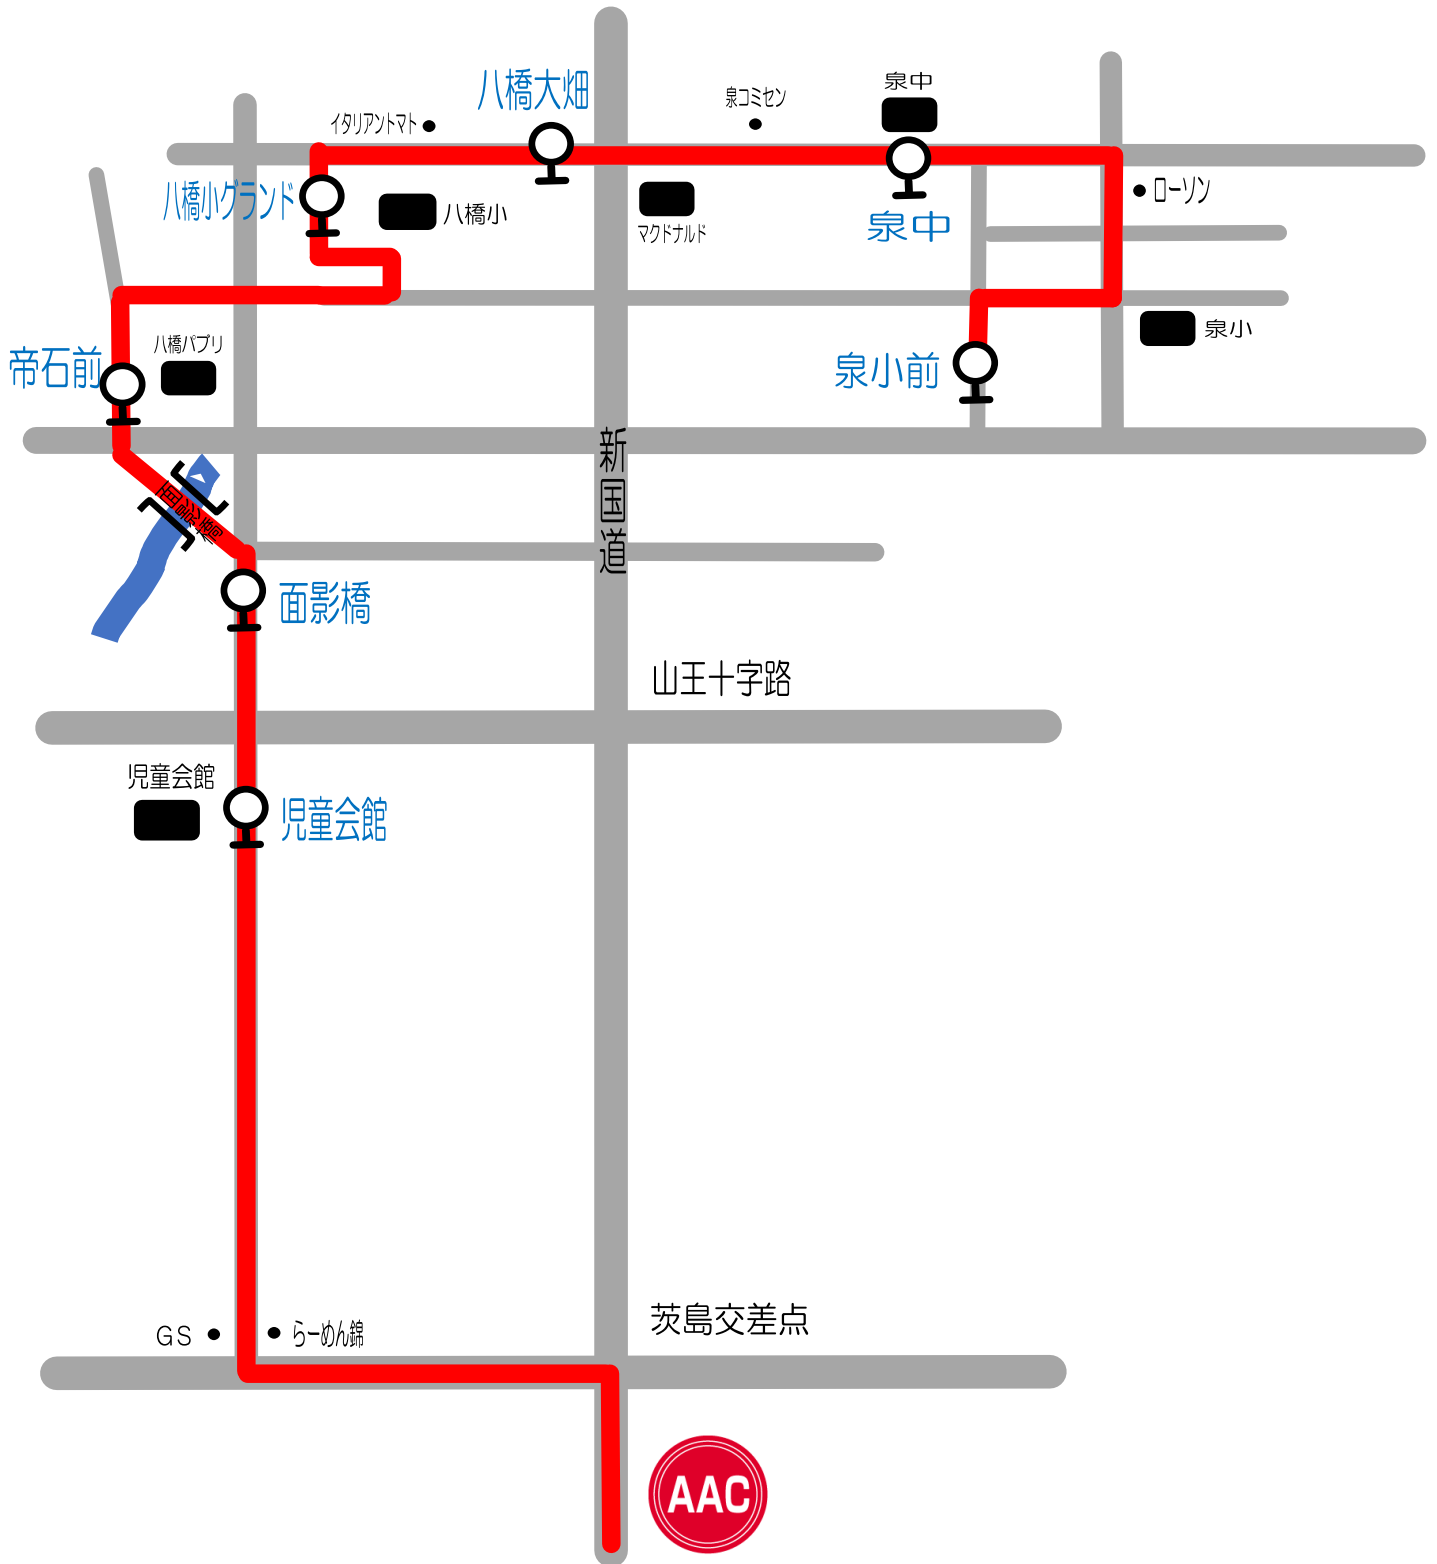 八橋大畑
泉中
泉コミセン
イタリアントマト
八橋小グランド
八橋小
マクドナルド
泉中
ローソン
泉小
帝石前
八橋パブリ
泉小前
新国道
面影橋
面影橋
山王十字路
児童会館
児童会館
GS
らーめん錦
茨島交差点
AAC